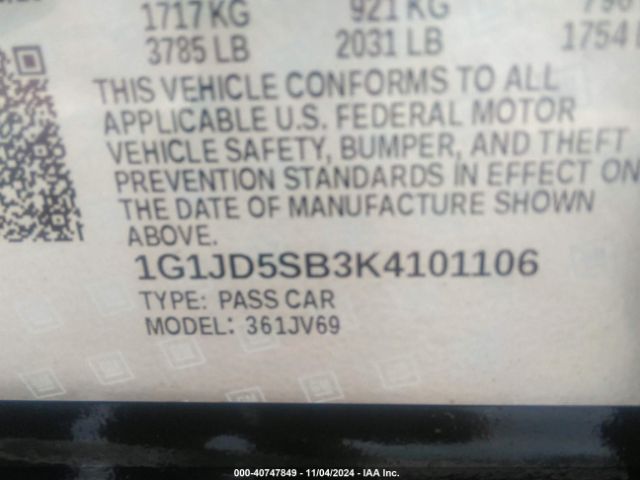 1717 KG 921 KG
3785 LB 2031 LB 1754
THIS VEHICLE CONFORMS TO ALL
APPLICABLE U.S. FEDERAL MOTOR
VEHICLE SAFETY, BUMPER, AND THEFT
PREVENTION STANDARDS IN EFFECT ON
THE DATE OF MANUFACTURE SHOWN
ABOVE.
1G1JD5SB3K4101106
TYPE: PASS CAR
MODEL: 361JV69
© - 40747849 - 11/04/2024 - IAA Inc.